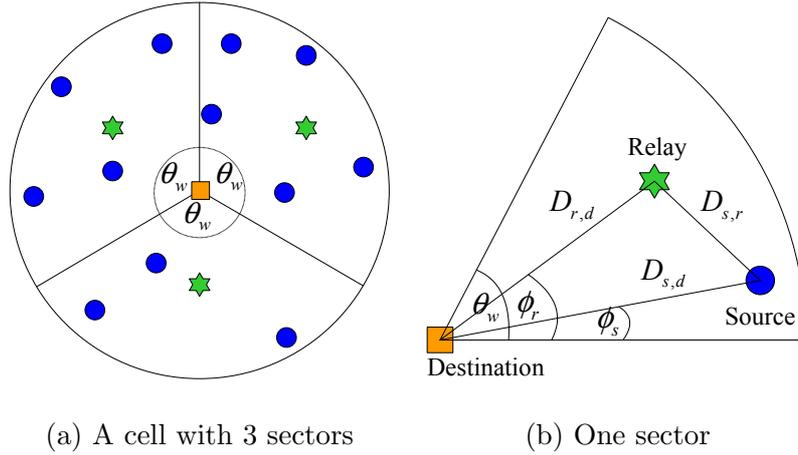 θw θw
θw
Relay
Dr,d Ds,r
Ds,d
θw ϕr ϕs
Source
Destination
(a) A cell with 3 sectors (b) One sector